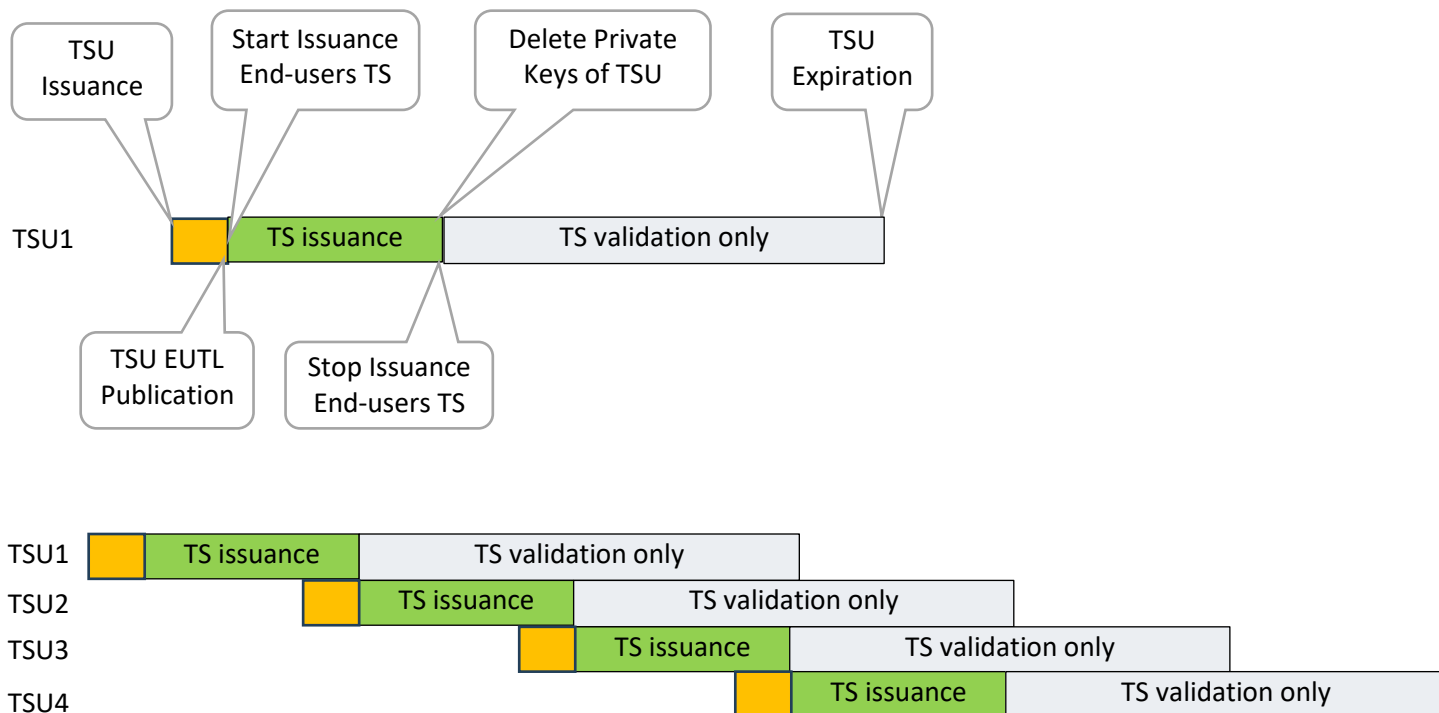 TSU
Issuance
Start Issuance
End-users TS
Delete Private
Keys of TSU
TSU
Expiration
TSU1
TS issuance
TS validation only
TSU EUTL
Publication
Stop Issuance
End-users TS
TSU1
TS issuance
TS validation only
TSU2
TS issuance
TS validation only
TSU3
TS issuance
TS validation only
TSU4
TS issuance
TS validation only